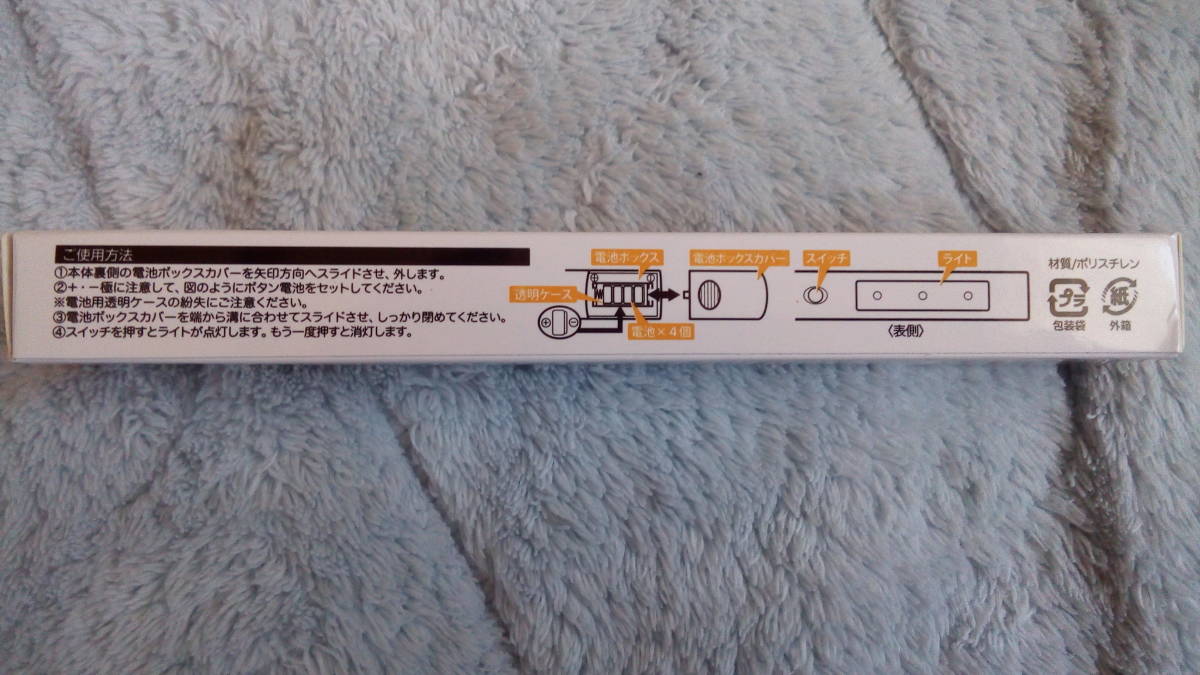 ご使用方法
①本体裏側の電池ボックスカバーを矢印方向へスライドさせ、外します。
②+・-極に注意して、図のようにボタン電池をセットしてください。
※電池用透明ケースの紛失にご注意ください。
③電池ボックスカバーを端から溝に合わせてスライドさせ、しっかり閉めてください。
④スイッチを押すとライトが点灯します。もう一度押すと消灯します。
電池ボックス
透明ケース
電池×4個
電池ボックスカバー
スイッチ
ライト
〈表側〉
材質/ポリスチレン
プラ
包装袋
紙
外箱